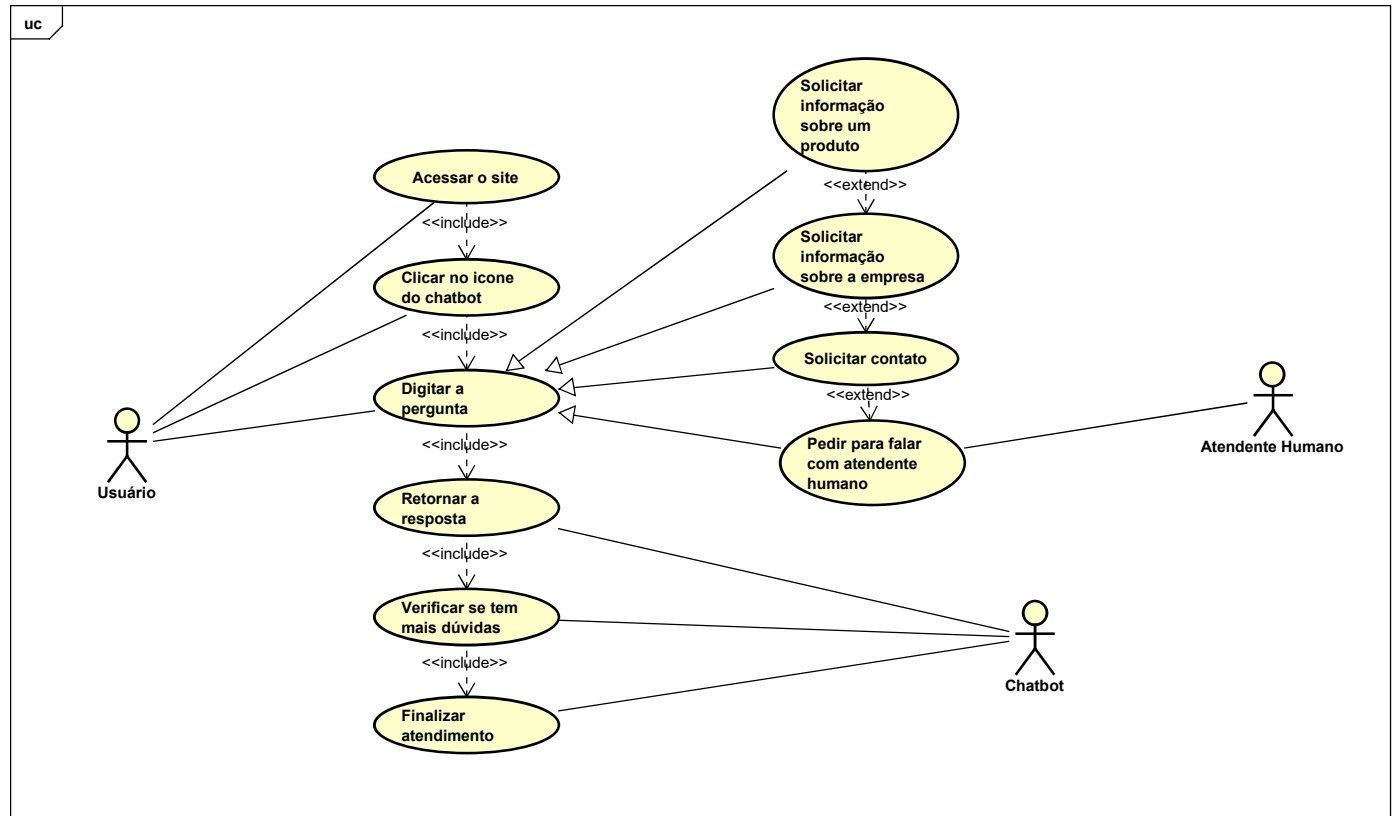 uc
Solicitar
informação
sobre um
produto
Acessar o site
<<extend>>
<<include>>
Solicitar
informação
sobre a empresa
Clicar no icone
do chatbot
<<extend>>
<<include>>
Solicitar contato
Digitar a
pergunta
<<extend>>
Pedir para falar
com atendente
humano
Atendente Humano
<<include>>
Usuário
Retornar a
resposta
<<include>>
Verificar se tem
mais dúvidas
<<include>>
Chatbot
Finalizar
atendimento